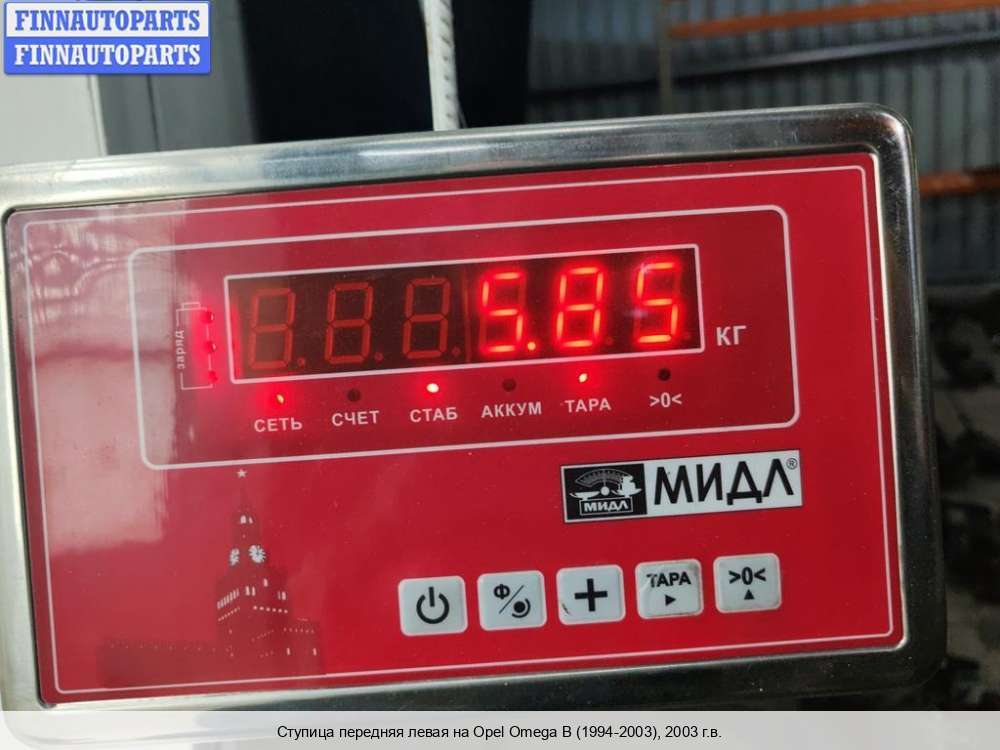 FINNAUTOPARTS
FINNAUTOPARTS
заряд
5.85 КГ
СЕТЬ СЧЕТ СТАБ АККУМ ТАРА >0<
МИДЛ МИДЛ®
Ф ТАРА >0<
Ступица передняя левая на Opel Omega B (1994-2003), 2003 г.в.